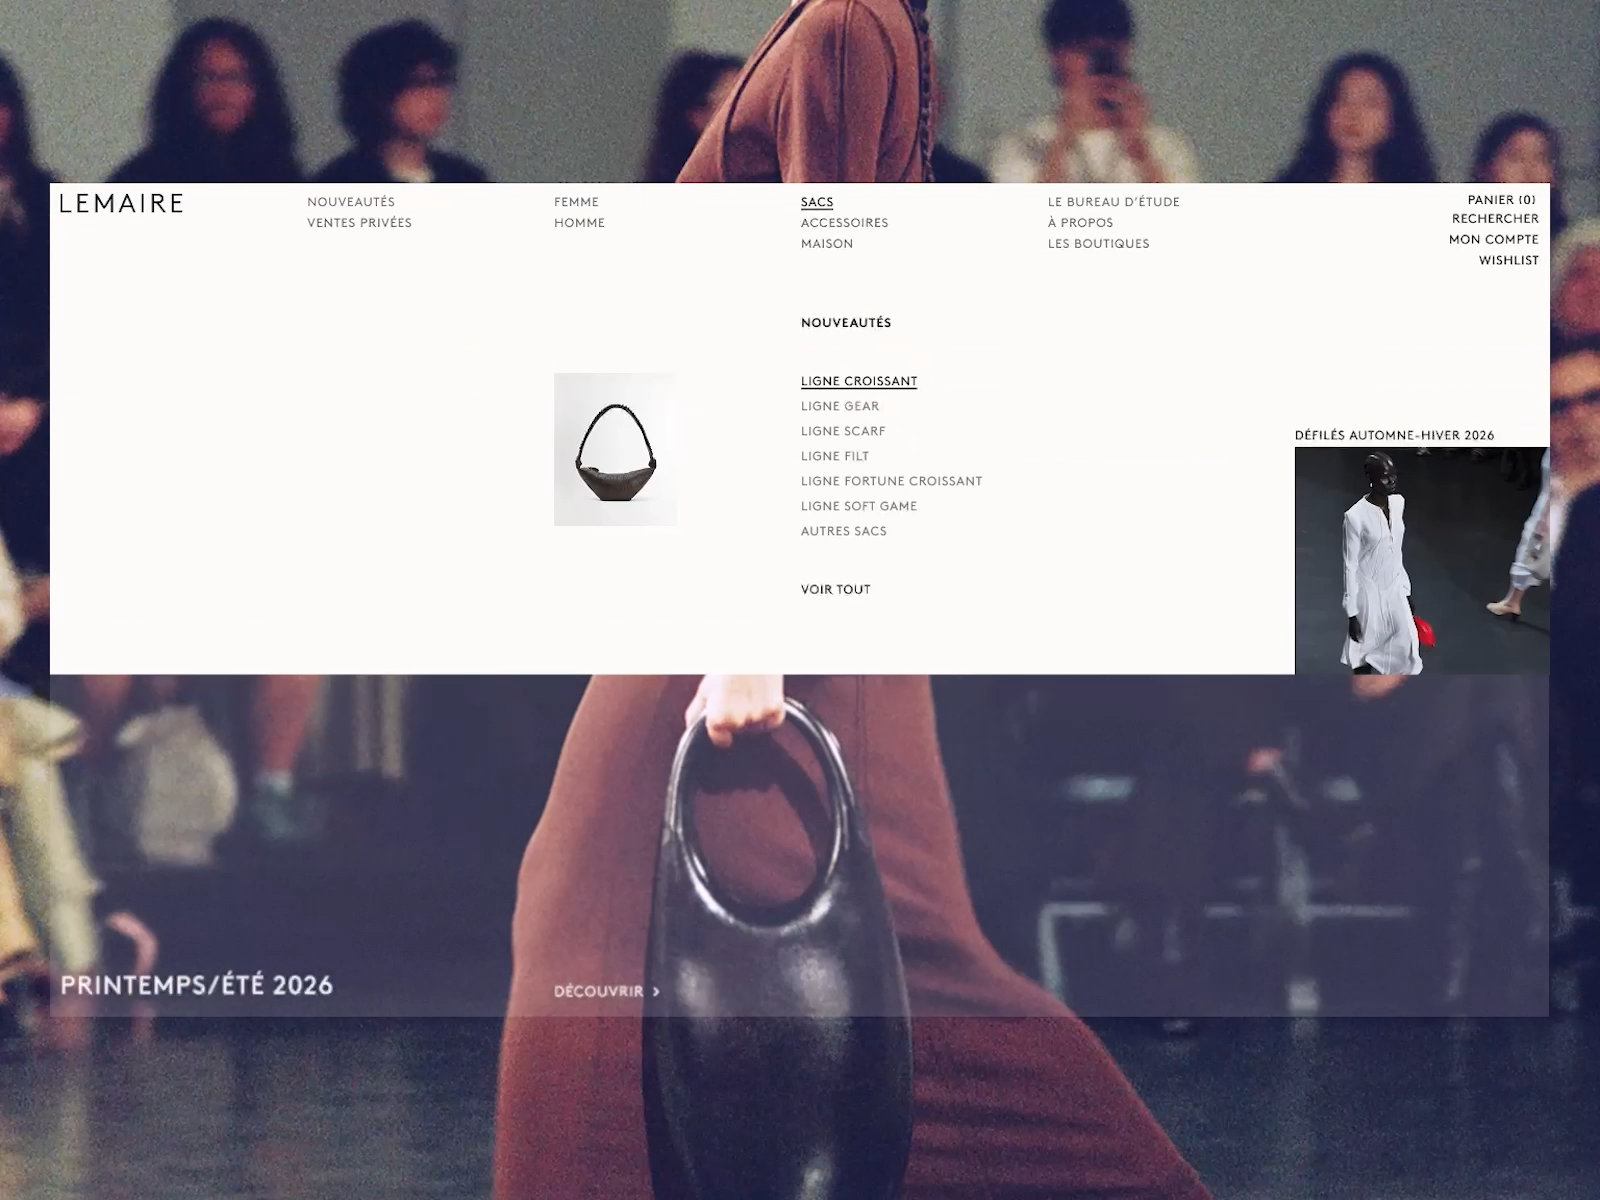 LEMAIRE
NOUVEAUTÉS
VENTES PRIVÉES
FEMME
HOMME
SACS
ACCESSOIRES
MAISON
LE BUREAU D'ÉTUDE
À PROPOS
LES BOUTIQUES
PANIER (0)
RECHERCHER
MON COMPTE
WISHLIST
NOUVEAUTÉS
LIGNE CROISSANT
LIGNE GEAR
LIGNE SCARF
LIGNE FILT
LIGNE FORTUNE CROISSANT
LIGNE SOFT GAME
AUTRES SACS
VOIR TOUT
DÉFILÉS AUTOMNE-HIVER 2026
PRINTEMPS/ÉTÉ 2026
DÉCOUVRIR >